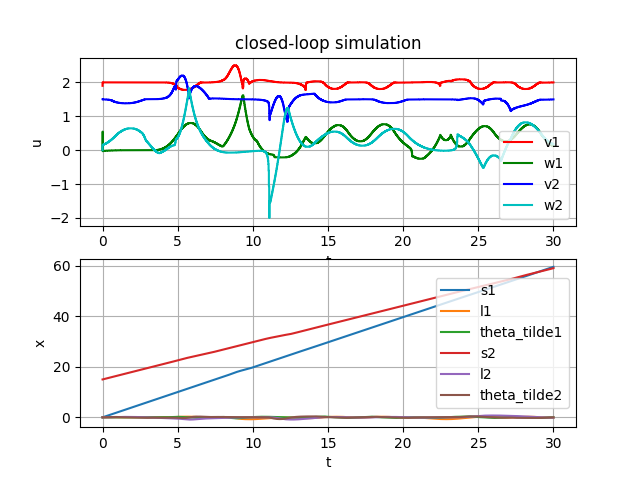 closed-loop simulation
u
2
1
0
−1
−2
v1
w1
v2
w2
0 5 10 15 20 25 30
t
x
60
40
20
0
s1
l1
theta_tilde1
s2
l2
theta_tilde2
0 5 10 15 20 25 30
t